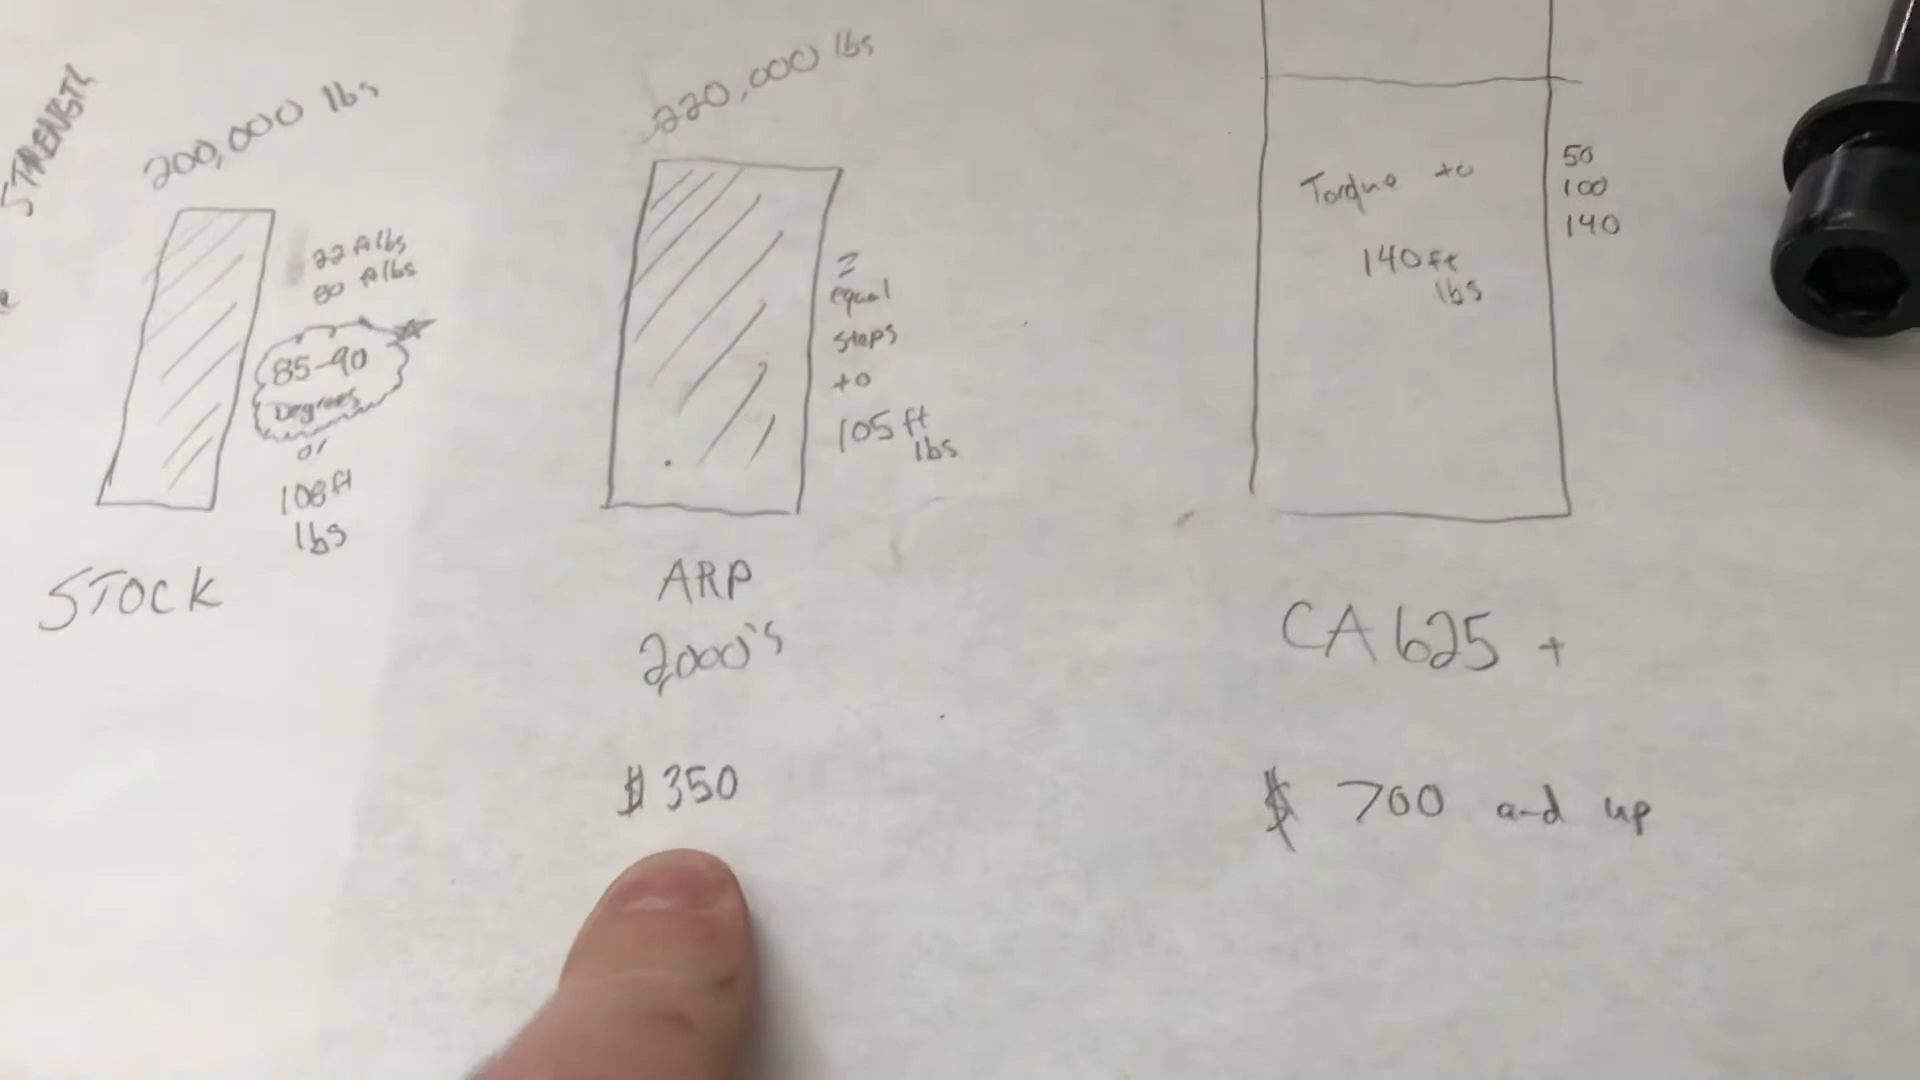 STRENGTH
200,000 lbs
22 ft lbs
80 ft lbs
85-90
Degrees
or
108 ft
lbs
STOCK
220,000 lbs
equal
steps
to
105 ft
lbs
ARP
2000's
$350
Torque to
140 ft
lbs
50
100
140
CA625+
$ 700 and up